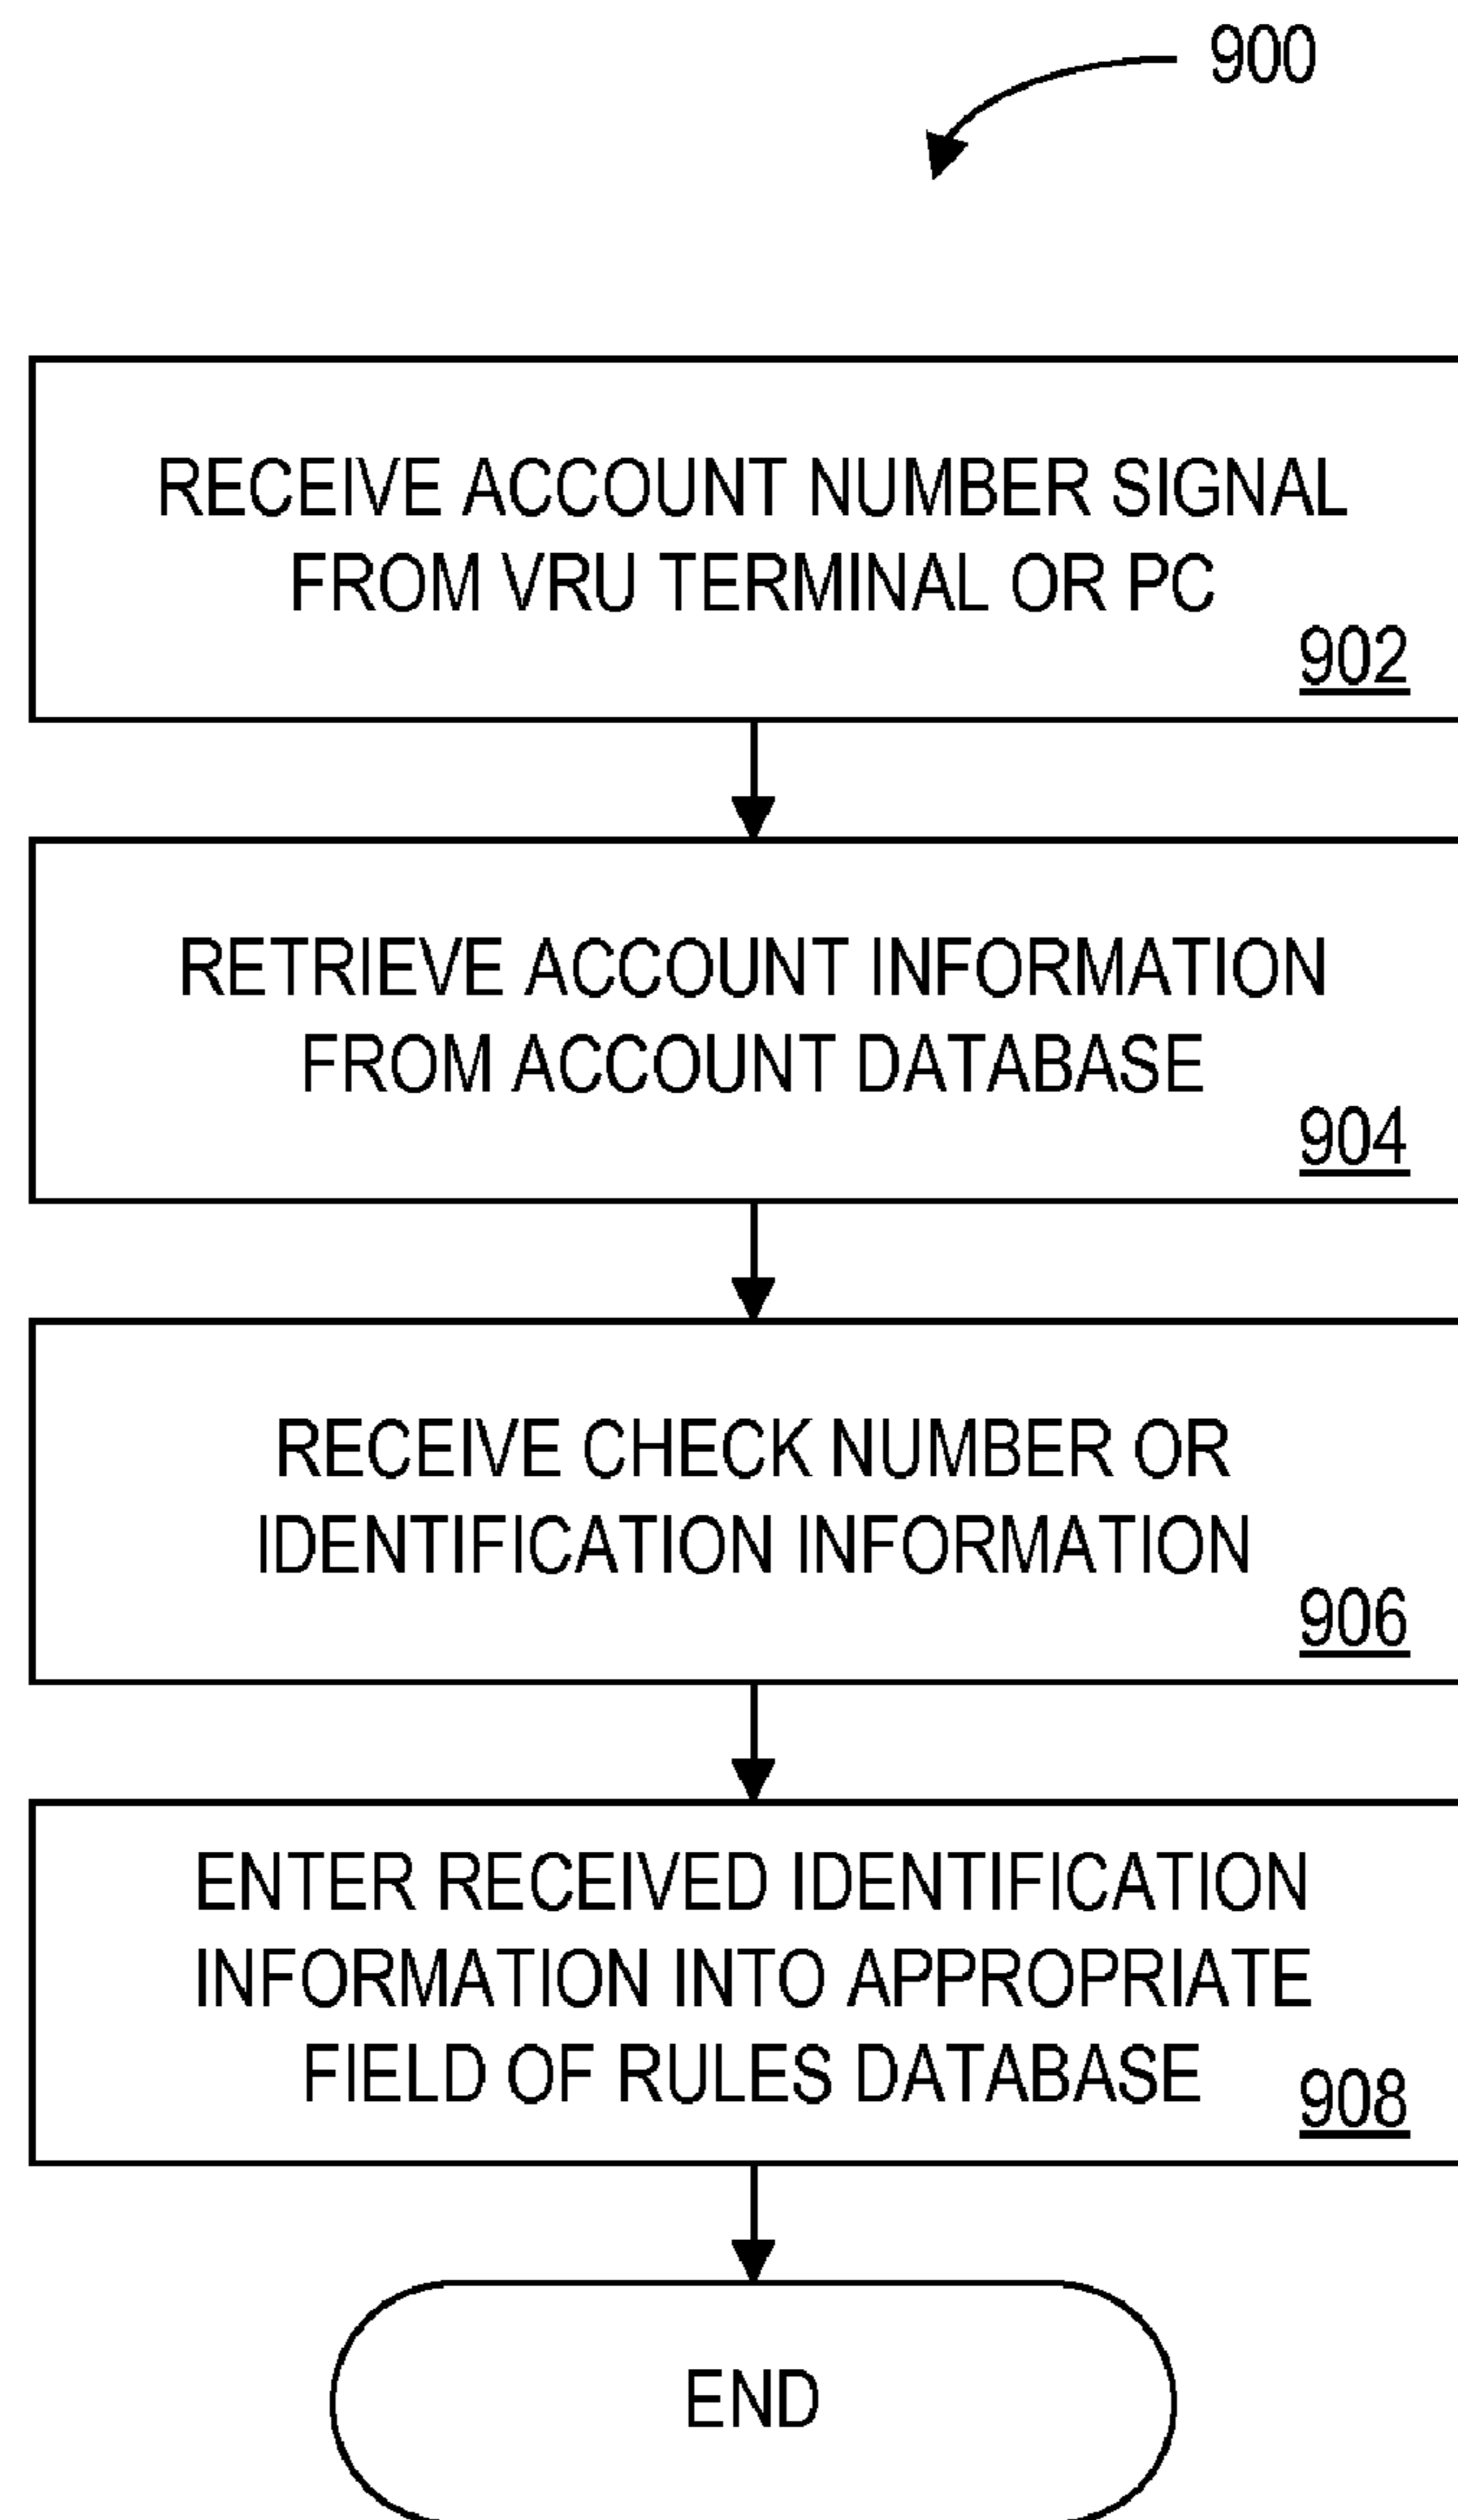 900
RECEIVE ACCOUNT NUMBER SIGNAL
FROM VRU TERMINAL OR PC
902
RETRIEVE ACCOUNT INFORMATION
FROM ACCOUNT DATABASE
904
RECEIVE CHECK NUMBER OR
IDENTIFICATION INFORMATION
906
ENTER RECEIVED IDENTIFICATION
INFORMATION INTO APPROPRIATE
FIELD OF RULES DATABASE
908
END